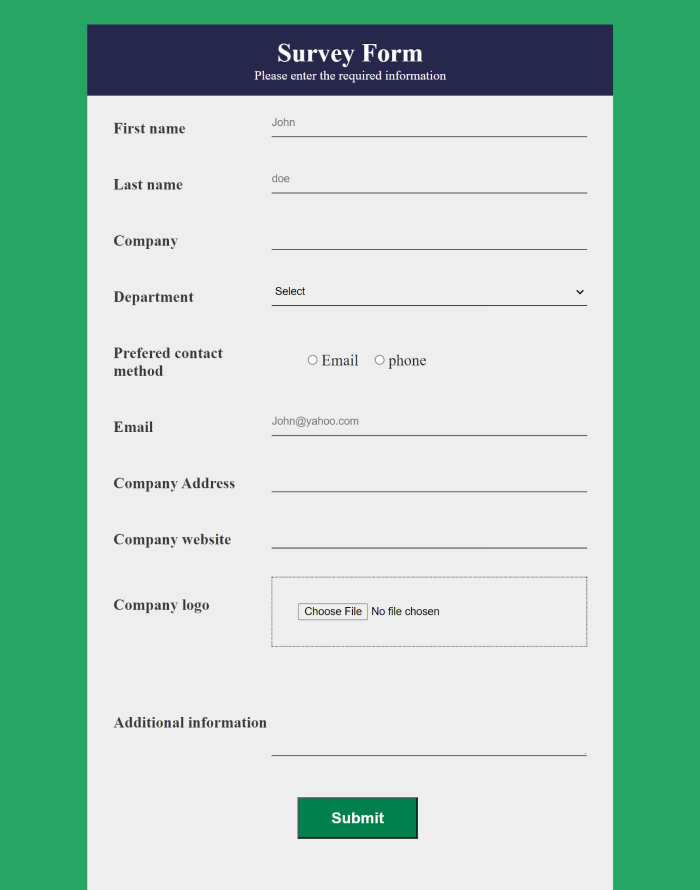 Survey Form
Please enter the required information
First name John
Last name doe
Company
Department Select
Prefered contact
method
Email phone
Email John@yahoo.com
Company Address
Company website
Company logo Choose File No file chosen
Additional information
Submit